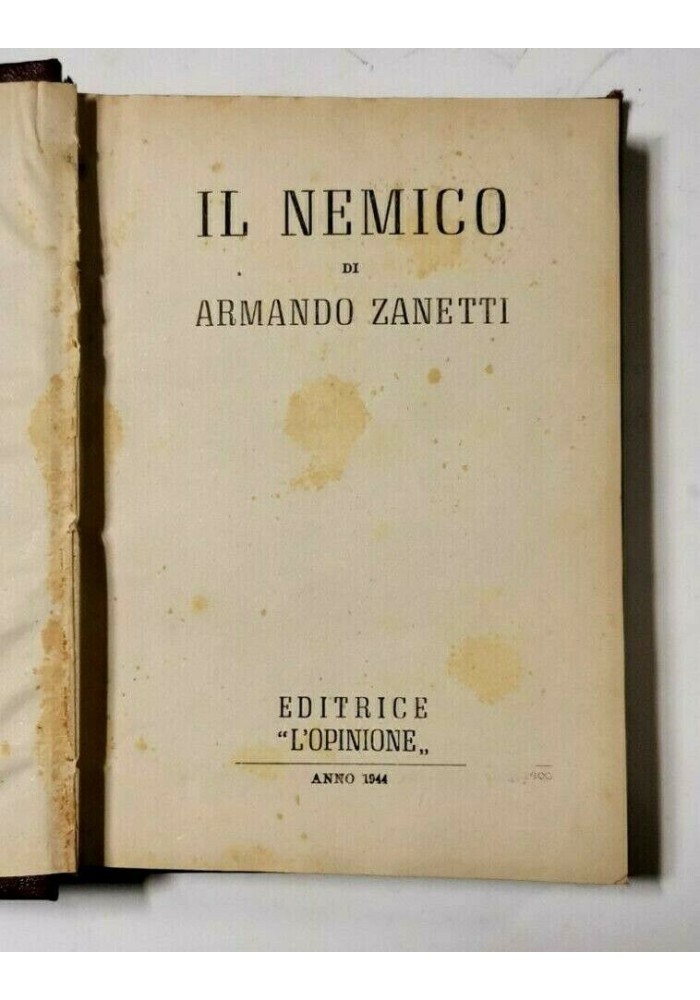 IL NEMICO
DI
ARMANDO ZANETTI
EDITRICE
“L'OPINIONE„
ANNO 1944